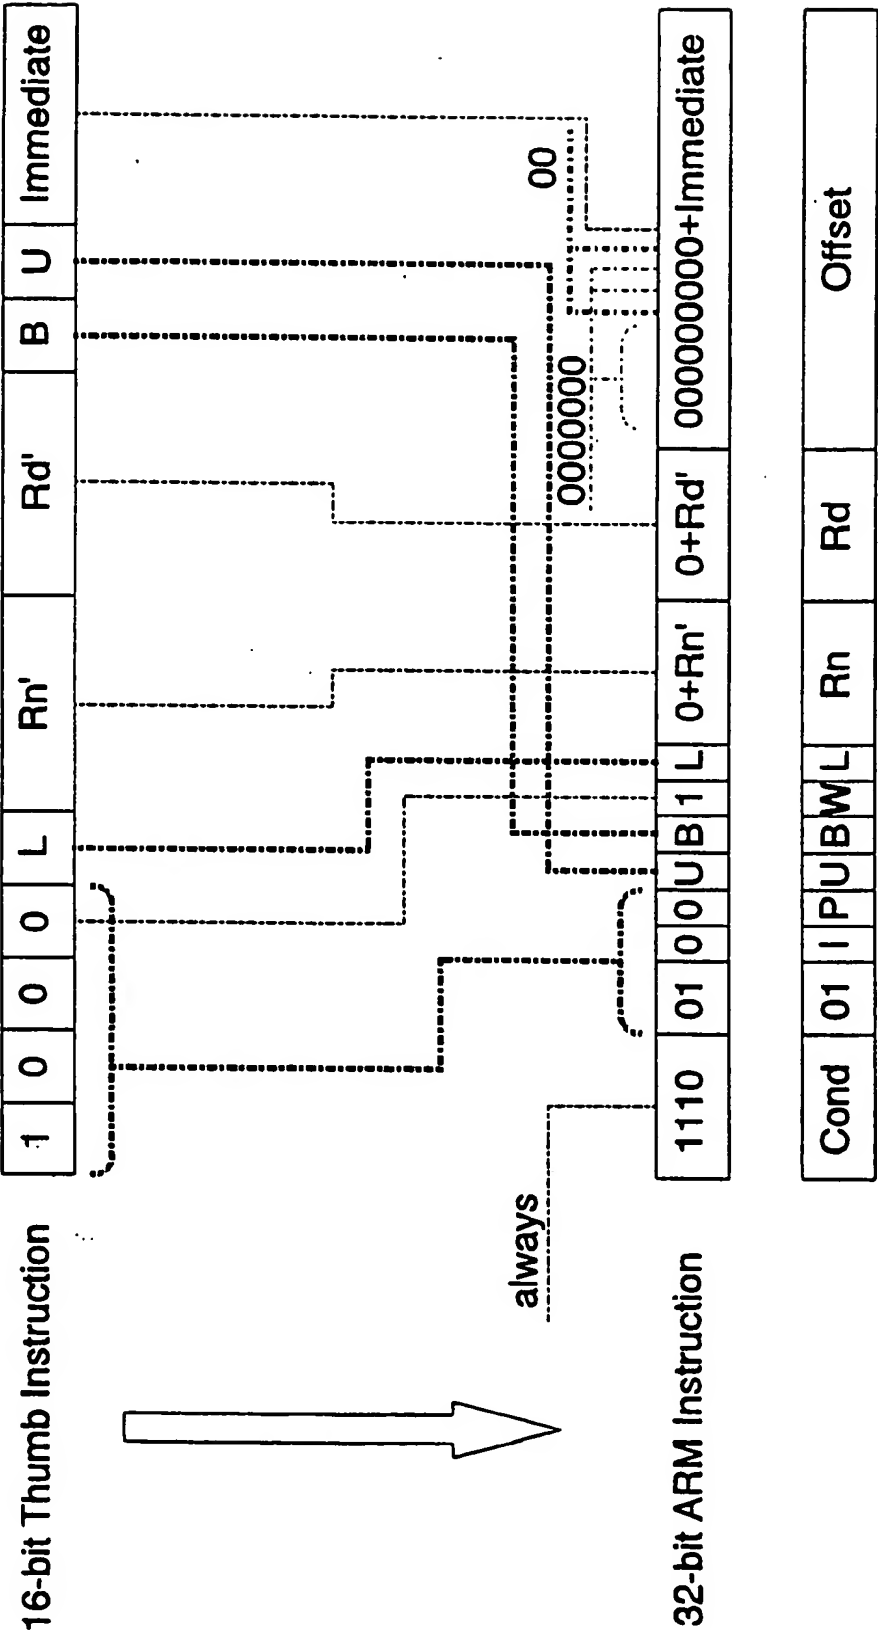 16-bit Thumb Instruction 1 0 0 0 L Rn' Rd' B U Immediate
always 00
0000000
32-bit ARM Instruction 1110 01 0 0 U B 1 L 0+Rn' 0+Rd' 000000000+Immediate
Cond 01 I P U B W L Rn Rd Offset